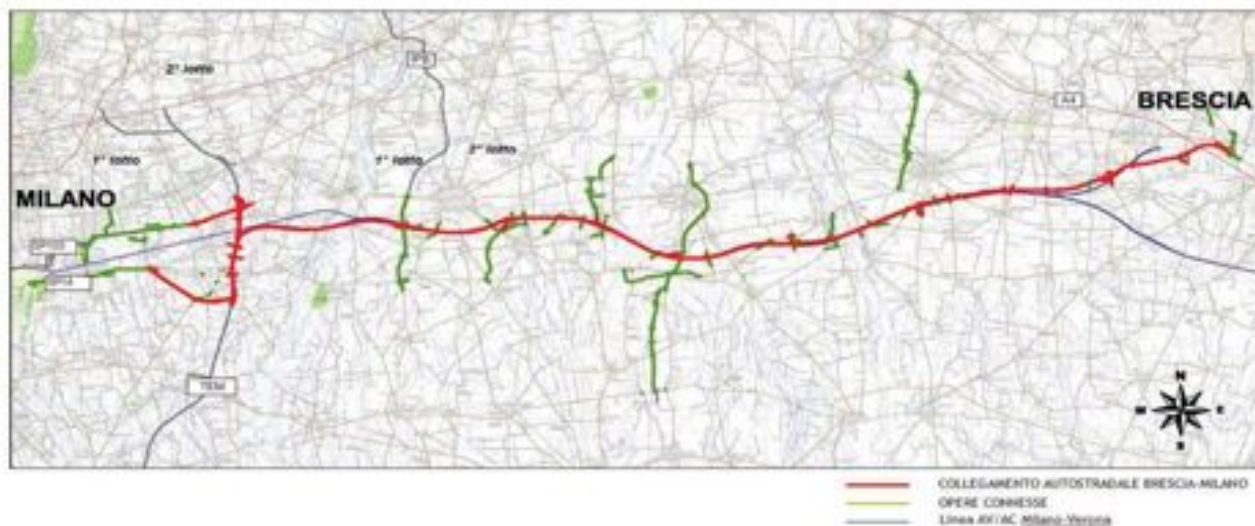 2° lotto
A4
BRESCIA
1° lotto
1° lotto
2° lotto
MILANO
TEM
N
E
S
COLLEGAMENTO AUTOSTRADALE BRESCIA-MILANO
OPERE CONNESSE
Linea AV/AC Milano-Verona